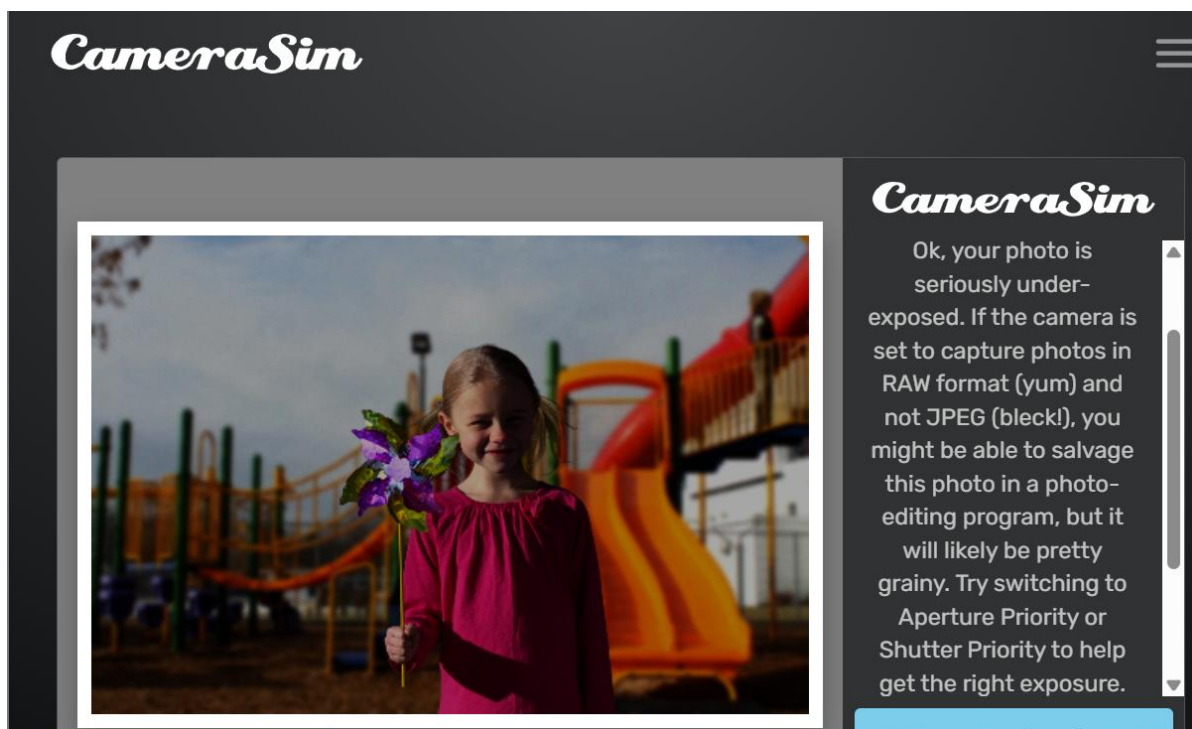 CameraSim
CameraSim
Ok, your photo is
seriously under-
exposed. If the camera is
set to capture photos in
RAW format (yum) and
not JPEG (bleck!), you
might be able to salvage
this photo in a photo-
editing program, but it
will likely be pretty
grainy. Try switching to
Aperture Priority or
Shutter Priority to help
get the right exposure.